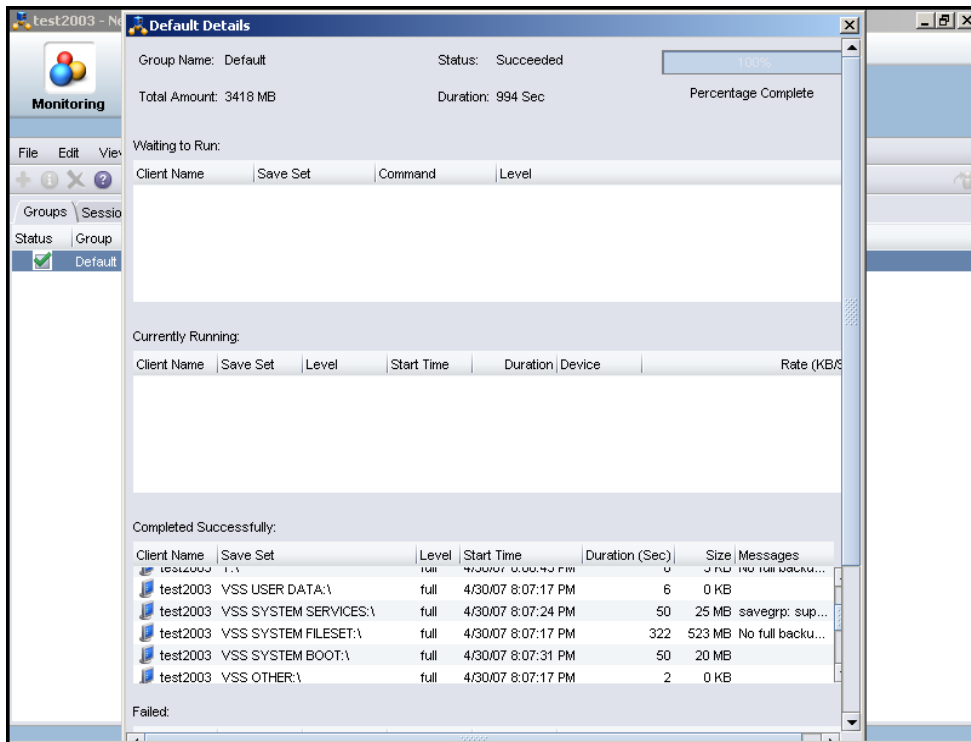 test2003 - Ne
Default Details
Monitoring
Group Name: Default
Status: Succeeded
100%
Total Amount: 3418 MB
Duration: 994 Sec
Percentage Complete
File Edit View
Groups Sessio
Status Group
Default
Waiting to Run:
Client Name Save Set Command Level
Currently Running:
Client Name Save Set Level Start Time Duration Device Rate (KB/S
Completed Successfully:
Client Name Save Set Level Start Time Duration (Sec) Size Messages
test2003 full No full backu...
test2003 VSS USER DATA:\ full 4/30/07 8:07:17 PM 6 0 KB
test2003 VSS SYSTEM SERVICES:\ full 4/30/07 8:07:24 PM 50 25 MB savegrp: sup...
test2003 VSS SYSTEM FILESET:\ full 4/30/07 8:07:17 PM 322 523 MB No full backu...
test2003 VSS SYSTEM BOOT:\ full 4/30/07 8:07:31 PM 50 20 MB
test2003 VSS OTHER:\ full 4/30/07 8:07:17 PM 2 0 KB
Failed: